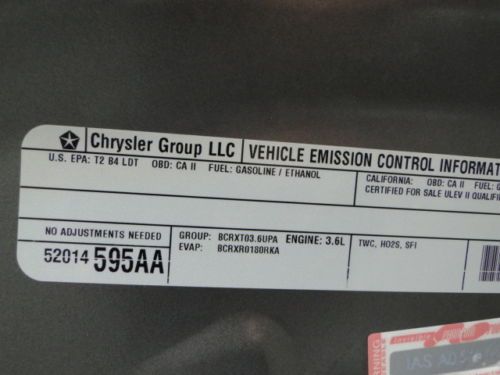 Chrysler Group LLC VEHICLE EMISSION CONTROL INFORMAT
U.S. EPA: T2 B4 LDT OBD: CA II FUEL: GASOLINE / ETHANOL
CALIFORNIA: OBD: CA II FUEL: G
CERTIFIED FOR SALE ULEV II QUALIF
NO ADJUSTMENTS NEEDED
52014 595AA
GROUP: BCRXT03.6UPA ENGINE: 3.6L
EVAP: BCRXR0180RKA
TWC, HO2S, SFI